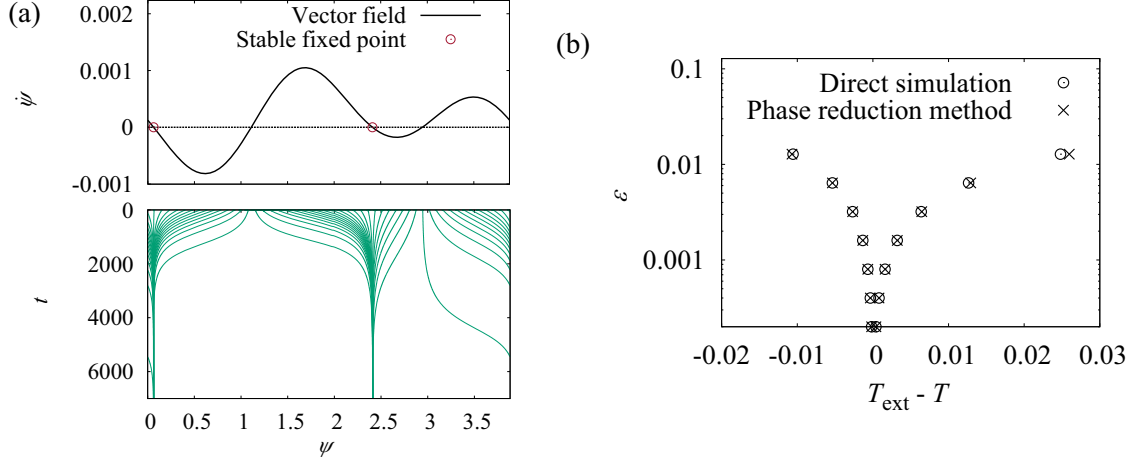 (a)
0.002
0.001
0
-0.001
ψ̇
Vector field
Stable fixed point
0
2000
4000
6000
t
0 0.5 1 1.5 2 2.5 3 3.5
ψ
(b)
0.1
0.01
0.001
ε
Direct simulation
Phase reduction method
-0.02 -0.01 0 0.01 0.02 0.03
T_ext - T